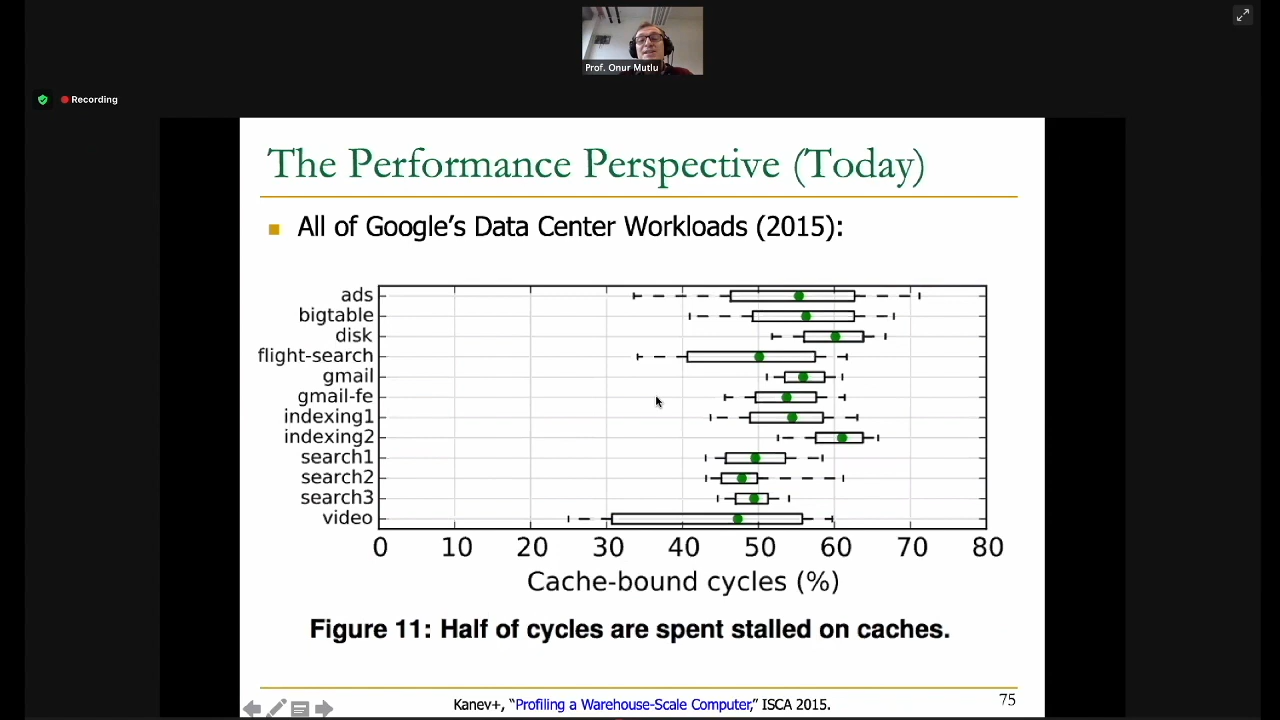 Prof. Onur Mutlu
Recording
The Performance Perspective (Today)
All of Google's Data Center Workloads (2015):
ads
bigtable
disk
flight-search
gmail
gmail-fe
indexing1
indexing2
search1
search2
search3
video
0 10 20 30 40 50 60 70 80
Cache-bound cycles (%)
Figure 11: Half of cycles are spent stalled on caches.
Kanev+, "Profiling a Warehouse-Scale Computer," ISCA 2015.
75